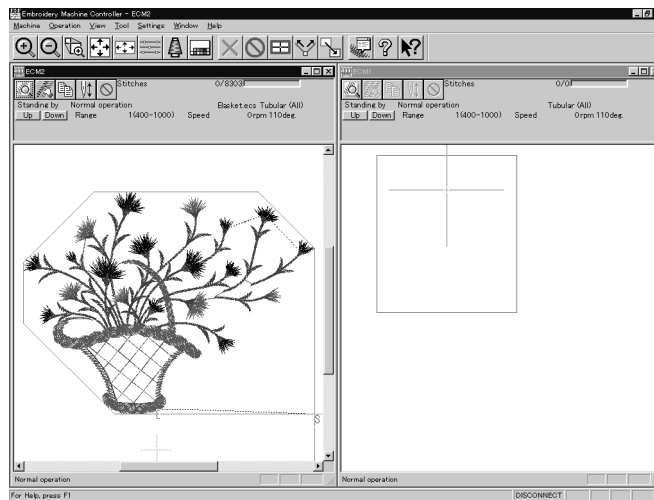 Embroidery Machine Controller - ECM2
Machine Operation View Tool Settings Window Help
ECM2
Stitches 0/8303
Standing by Normal operation Basket.ecs Tubular (All)
Up Down Range 1(400-1000) Speed 0rpm 110deg.
L
S
Normal operation
ECM1
Stitches 0/0
Standing by Normal operation Tubular (All)
Up Down Range 1(400-1000) Speed 0rpm 110deg.
Normal operation
For Help, press F1
DISCONNECT